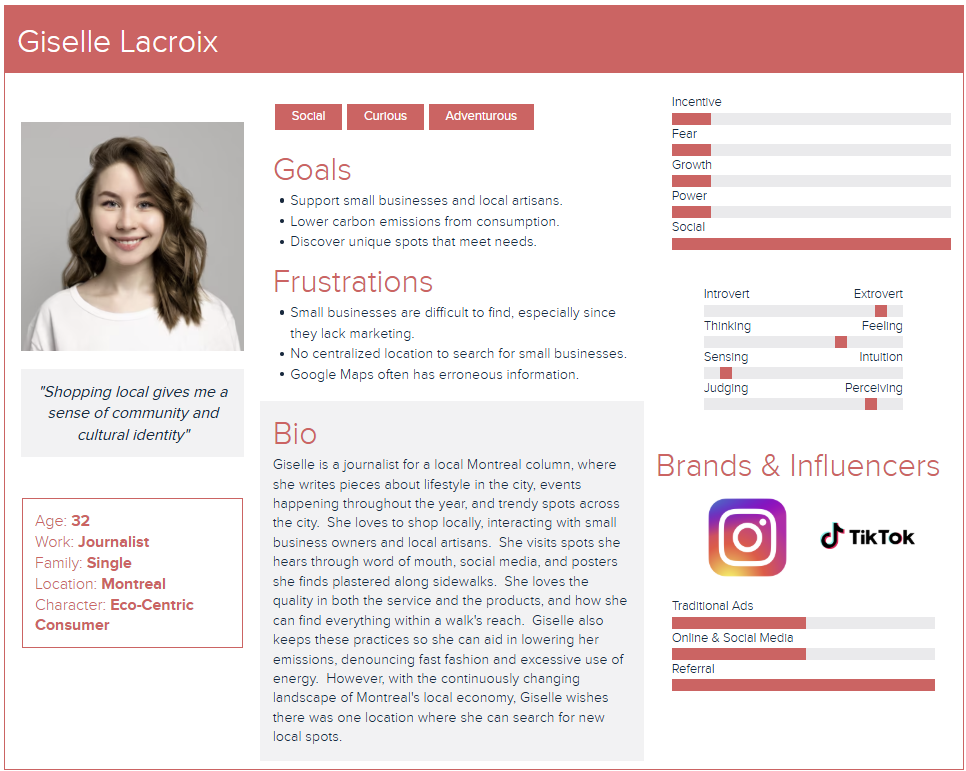 Giselle Lacroix
Social
Curious
Adventurous
Goals
• Support small businesses and local artisans.
• Lower carbon emissions from consumption.
• Discover unique spots that meet needs.
Frustrations
• Small businesses are difficult to find, especially since
they lack marketing.
• No centralized location to search for small businesses.
• Google Maps often has erroneous information.
"Shopping local gives me a
sense of community and
cultural identity"
Age: 32
Work: Journalist
Family: Single
Location: Montreal
Character: Eco-Centric
Consumer
Bio
Giselle is a journalist for a local Montreal column, where
she writes pieces about lifestyle in the city, events
happening throughout the year, and trendy spots across
the city.  She loves to shop locally, interacting with small
business owners and local artisans.  She visits spots she
hears through word of mouth, social media, and posters
she finds plastered along sidewalks.  She loves the
quality in both the service and the products, and how she
can find everything within a walk's reach.  Giselle also
keeps these practices so she can aid in lowering her
emissions, denouncing fast fashion and excessive use of
energy.  However, with the continuously changing
landscape of Montreal's local economy, Giselle wishes
there was one location where she can search for new
local spots.
Incentive
Fear
Growth
Power
Social
Introvert Extrovert
Thinking Feeling
Sensing Intuition
Judging Perceiving
Brands & Influencers
TikTok
Traditional Ads
Online & Social Media
Referral